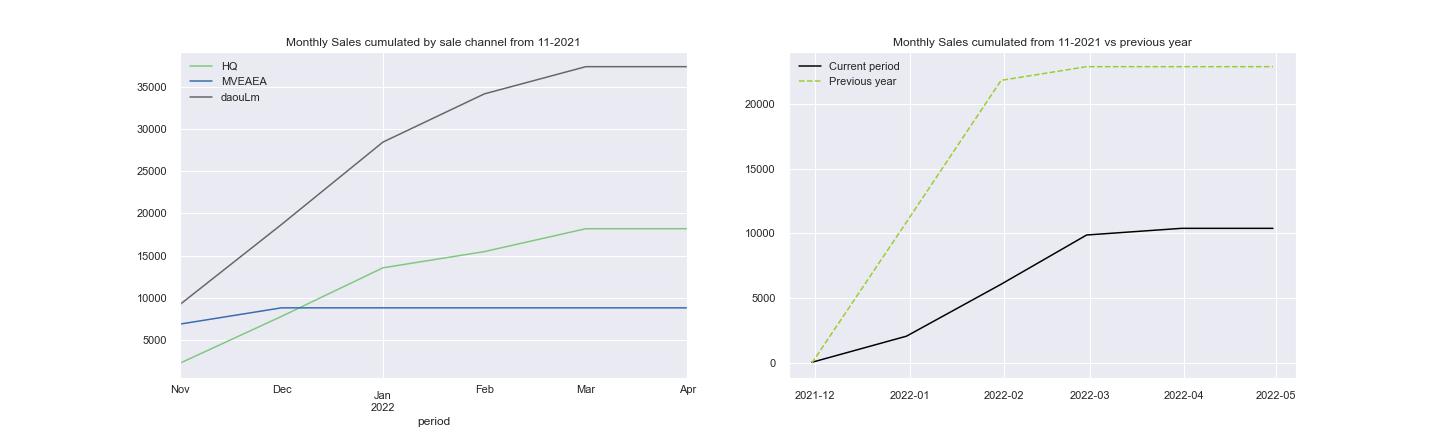 Monthly Sales cumulated by sale channel from 11-2021
HQ
MVEAEA
daouLm
35000
30000
25000
20000
15000
10000
5000
Nov Dec Jan Feb Mar Apr
2022
period
Monthly Sales cumulated from 11-2021 vs previous year
Current period
Previous year
20000
15000
10000
5000
0
2021-12 2022-01 2022-02 2022-03 2022-04 2022-05